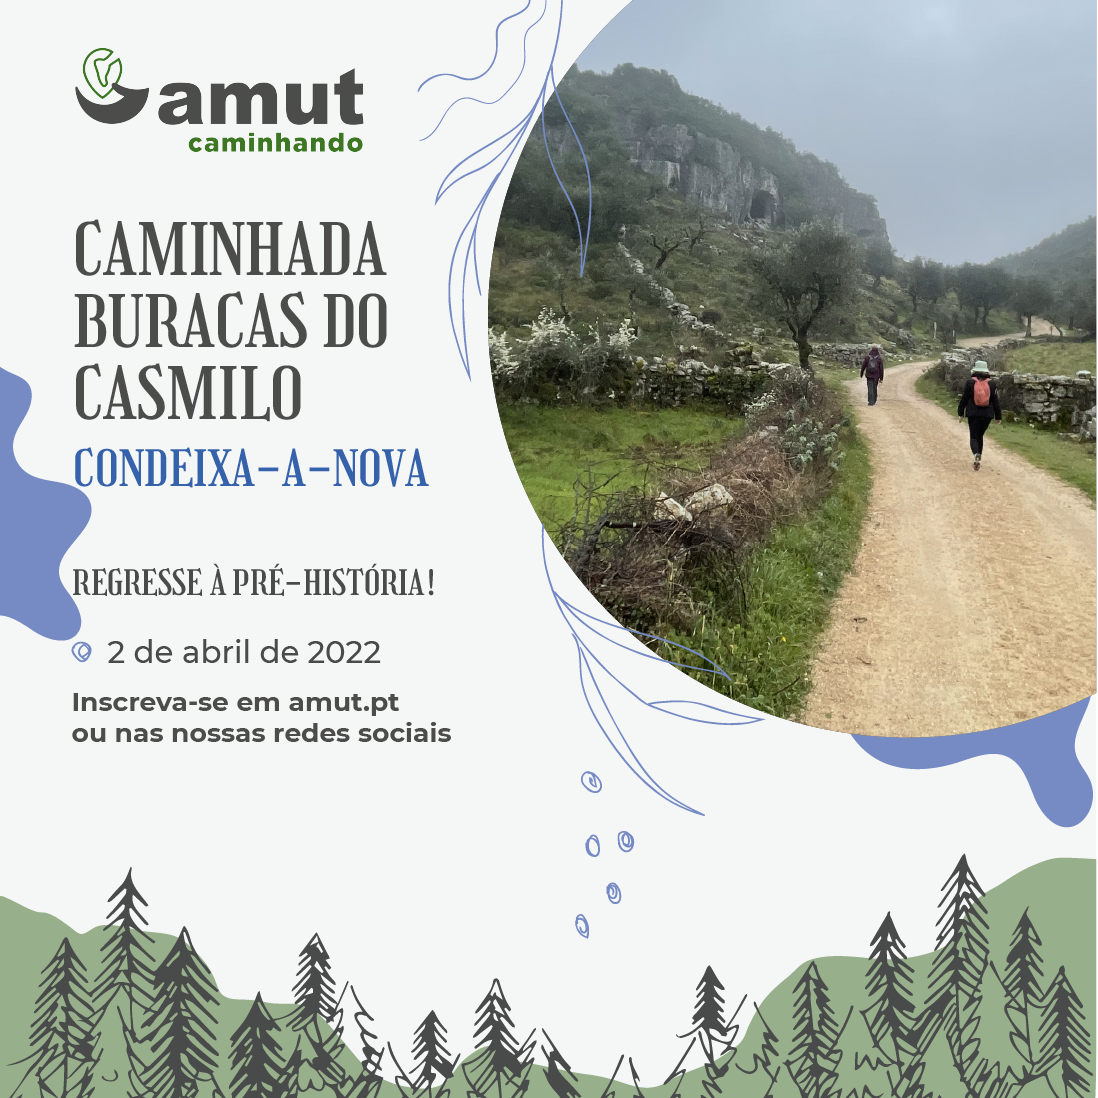 amut
caminhando
CAMINHADA
BURACAS DO
CASMILO
CONDEIXA-A-NOVA
REGRESSE À PRÉ-HISTÓRIA!
2 de abril de 2022
Inscreva-se em amut.pt
ou nas nossas redes sociais